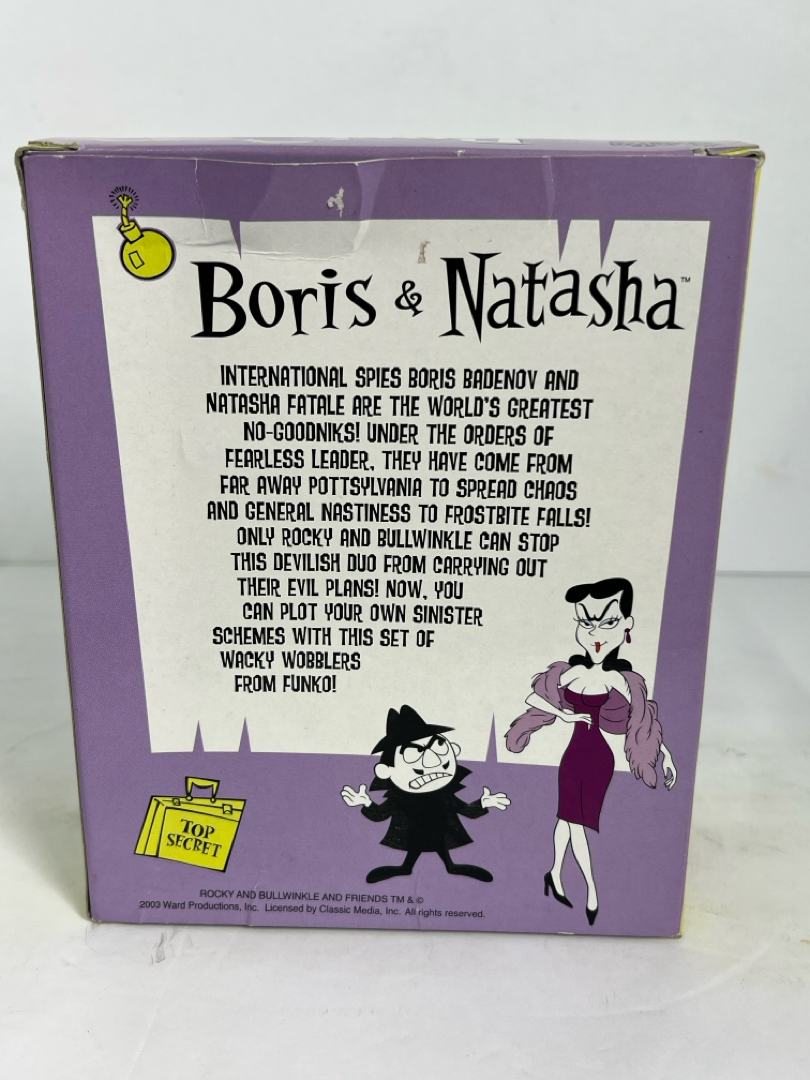 Boris & Natasha™
INTERNATIONAL SPIES BORIS BADENOV AND
NATASHA FATALE ARE THE WORLD'S GREATEST
NO-GOODNIKS! UNDER THE ORDERS OF
FEARLESS LEADER, THEY HAVE COME FROM
FAR AWAY POTTSYLVANIA TO SPREAD CHAOS
AND GENERAL NASTINESS TO FROSTBITE FALLS!
ONLY ROCKY AND BULLWINKLE CAN STOP
THIS DEVILISH DUO FROM CARRYING OUT
THEIR EVIL PLANS! NOW, YOU
CAN PLOT YOUR OWN SINISTER
SCHEMES WITH THIS SET OF
WACKY WOBBLERS
FROM FUNKO!
TOP
SECRET
ROCKY AND BULLWINKLE AND FRIENDS TM & ©
2003 Ward Productions, Inc. Licensed by Classic Media, Inc. All rights reserved.